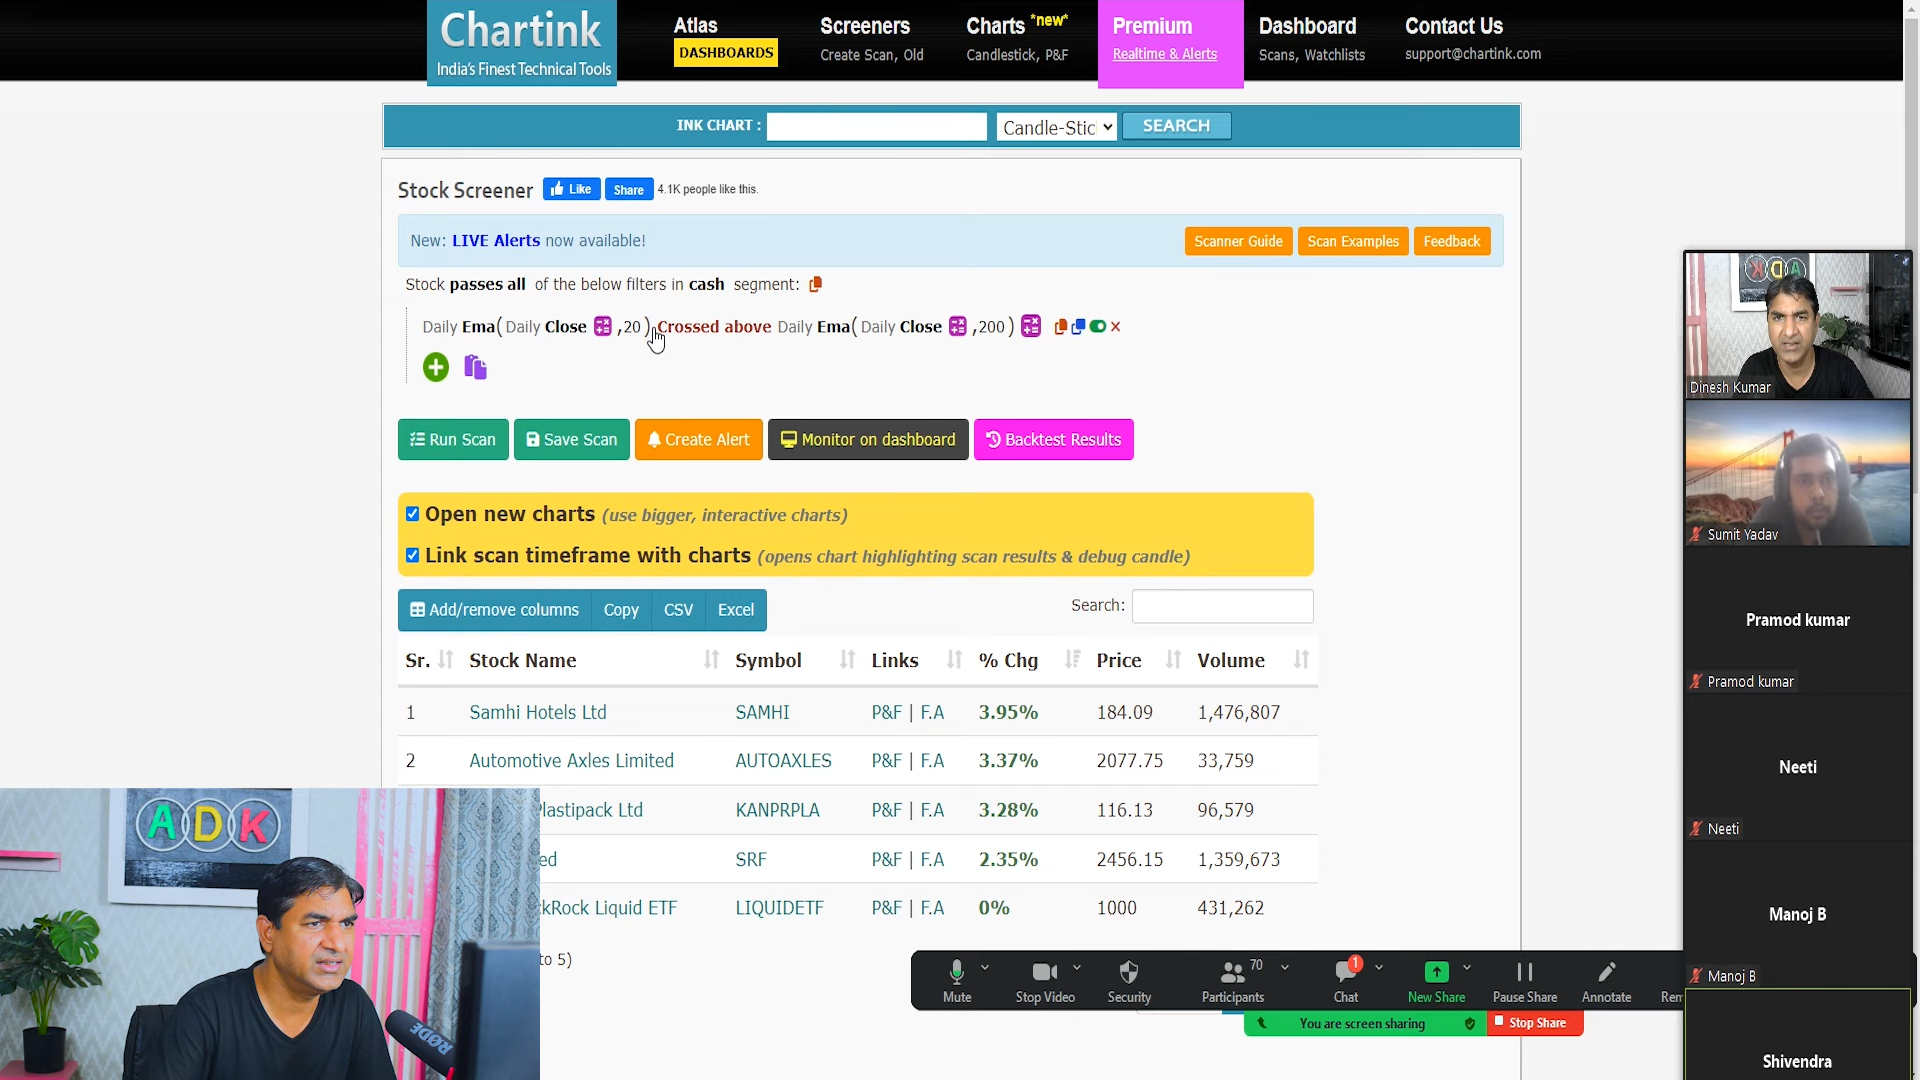 Chartink
India's Finest Technical Tools
Atlas
DASHBOARDS
Screeners
Create Scan, Old
Charts *new*
Candlestick, P&F
Premium
Realtime & Alerts
Dashboard
Scans, Watchlists
Contact Us
support@chartink.com
INK CHART :
Candle-Stic
SEARCH
Stock Screener
Like
Share
4.1K people like this.
New: LIVE Alerts now available!
Scanner Guide
Scan Examples
Feedback
Stock passes all of the below filters in cash segment:
Daily Ema( Daily Close ,20 ) Crossed above Daily Ema( Daily Close ,200 )
Run Scan
Save Scan
Create Alert
Monitor on dashboard
Backtest Results
Open new charts (use bigger, interactive charts)
Link scan timeframe with charts (opens chart highlighting scan results & debug candle)
Add/remove columns
Copy
CSV
Excel
Search:
Sr. Stock Name Symbol Links % Chg Price Volume
1 Samhi Hotels Ltd SAMHI P&F | F.A 3.95% 184.09 1,476,807
2 Automotive Axles Limited AUTOAXLES P&F | F.A 3.37% 2077.75 33,759
Plastipack Ltd KANPRPLA P&F | F.A 3.28% 116.13 96,579
ed SRF P&F | F.A 2.35% 2456.15 1,359,673
ckRock Liquid ETF LIQUIDETF P&F | F.A 0% 1000 431,262
to 5)
ADK
RØDE
ADK
Dinesh Kumar
Sumit Yadav
Pramod kumar
Pramod kumar
Neeti
Neeti
Manoj B
Manoj B
Shivendra
Mute
Stop Video
Security
70
Participants
1
Chat
New Share
Pause Share
Annotate
Rem
You are screen sharing
Stop Share